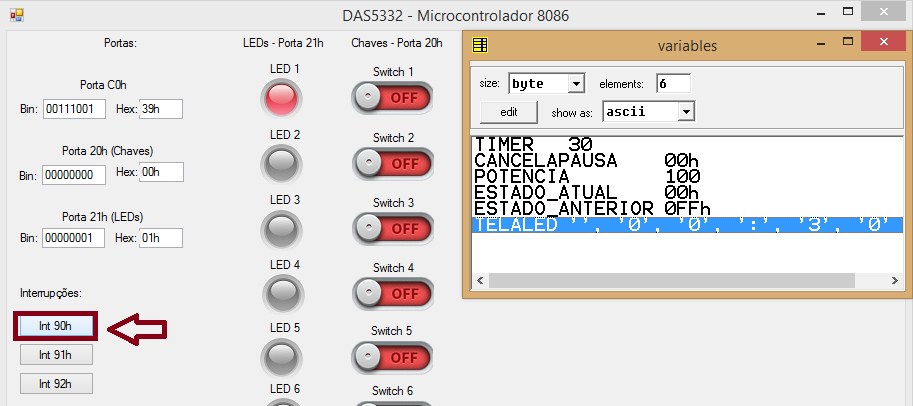 DAS5332 - Microcontrolador 8086
Portas:
Porta C0h
Bin: 00111001 Hex: 39h
Porta 20h (Chaves)
Bin: 00000000 Hex: 00h
Porta 21h (LEDs)
Bin: 00000001 Hex: 01h
Interrupções:
Int 90h
Int 91h
Int 92h
LEDs - Porta 21h
LED 1
LED 2
LED 3
LED 4
LED 5
LED 6
Chaves - Porta 20h
Switch 1
OFF
Switch 2
OFF
Switch 3
OFF
Switch 4
OFF
Switch 5
OFF
Switch 6
variables
size: byte elements: 6
edit show as: ascii
TIMER 30
CANCELAPAUSA 00h
POTENCIA 100
ESTADO_ATUAL 00h
ESTADO_ANTERIOR 0FFh
TELALED ' ', '0', '0', ':', '3', '0'